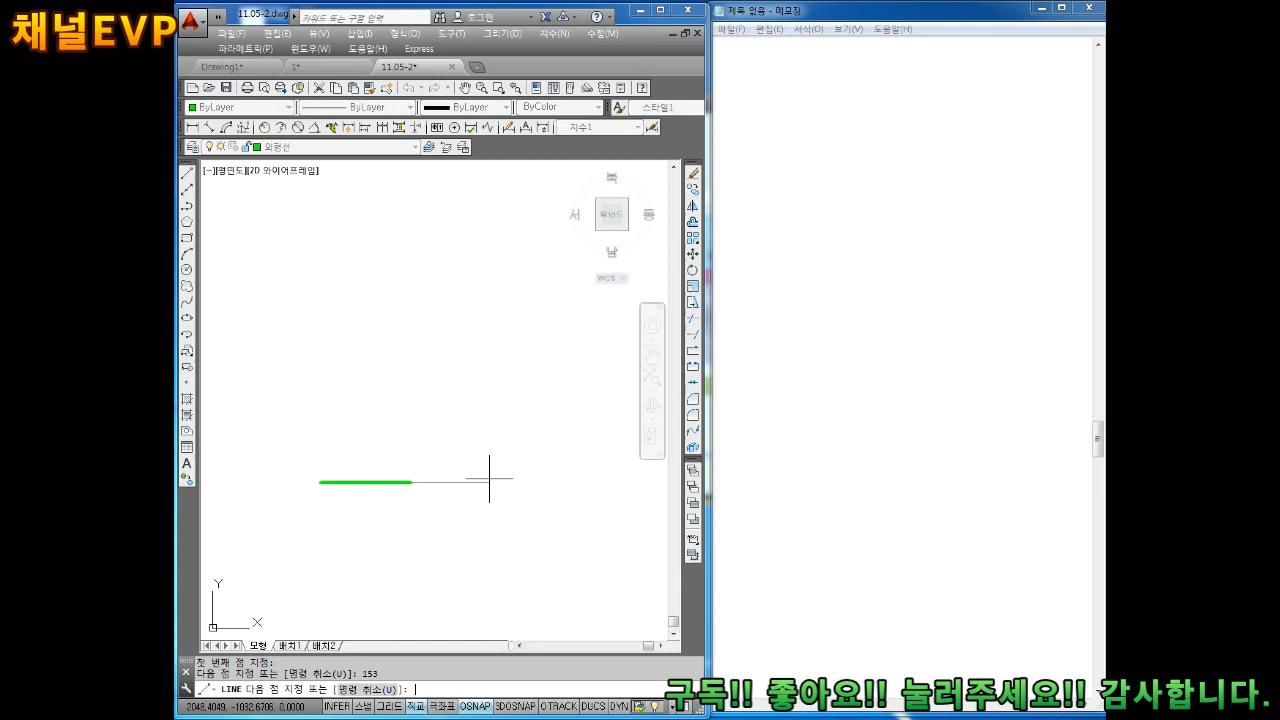 채널EVP
11.05-2.dwg
키워드 또는 구절 입력
로그인
파일(F) 편집(E) 뷰(V) 삽입(I) 형식(O) 도구(T) 그리기(D) 치수(N) 수정(M)
파라메트릭(P) 윈도우(W) 도움말(H) Express
Drawing1* 1* 11.05-2*
ByLayer ByLayer ByLayer ByColor 스타일1
지수1
외형선
[-][평면도][2D 와이어프레임]
북
서 평면도 동
남
WCS
Y
X
모형 배치1 배치2
첫 번째 점 지정:
다음 점 지정 또는 [명령 취소(U)]: 153
LINE 다음 점 지정 또는 [명령 취소(U)]:
INFER 스냅 그리드 직교 극좌표 OSNAP 3DOSNAP OTRACK DUCS DYN
제목 없음 - 메모장
파일(F) 편집(E) 서식(O) 보기(V) 도움말(H)
구독!! 좋아요!! 눌러주세요!! 감사합니다.